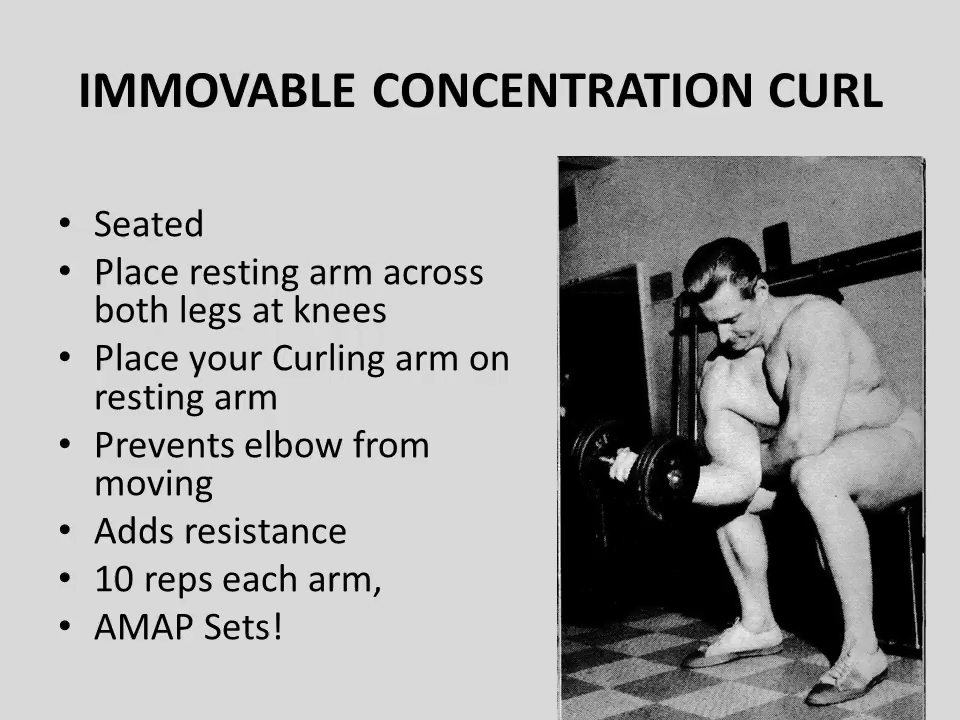 IMMOVABLE CONCENTRATION CURL
• Seated
• Place resting arm across
both legs at knees
• Place your Curling arm on
resting arm
• Prevents elbow from
moving
• Adds resistance
• 10 reps each arm,
• AMAP Sets!